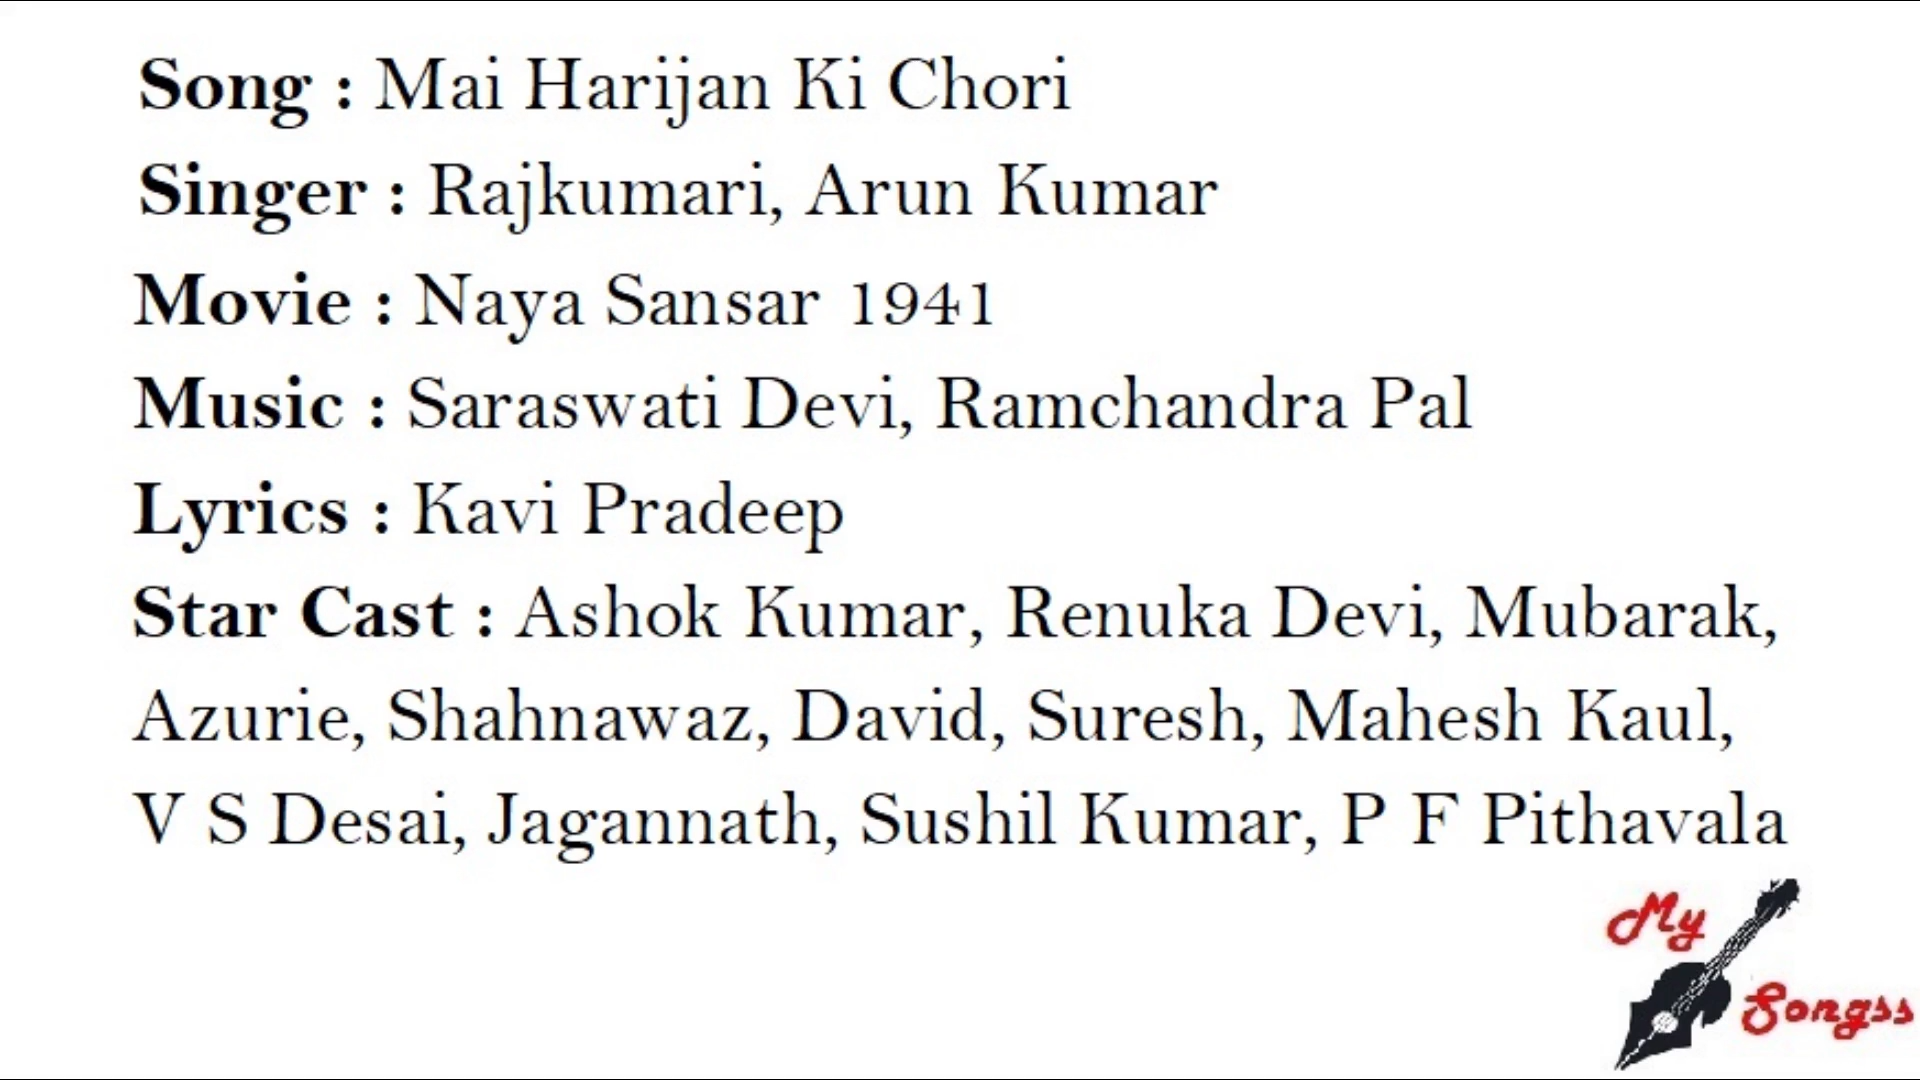 Song : Mai Harijan Ki Chori
Singer : Rajkumari, Arun Kumar
Movie : Naya Sansar 1941
Music : Saraswati Devi, Ramchandra Pal
Lyrics : Kavi Pradeep
Star Cast : Ashok Kumar, Renuka Devi, Mubarak,
Azurie, Shahnawaz, David, Suresh, Mahesh Kaul,
V S Desai, Jagannath, Sushil Kumar, P F Pithavala
My
Songss